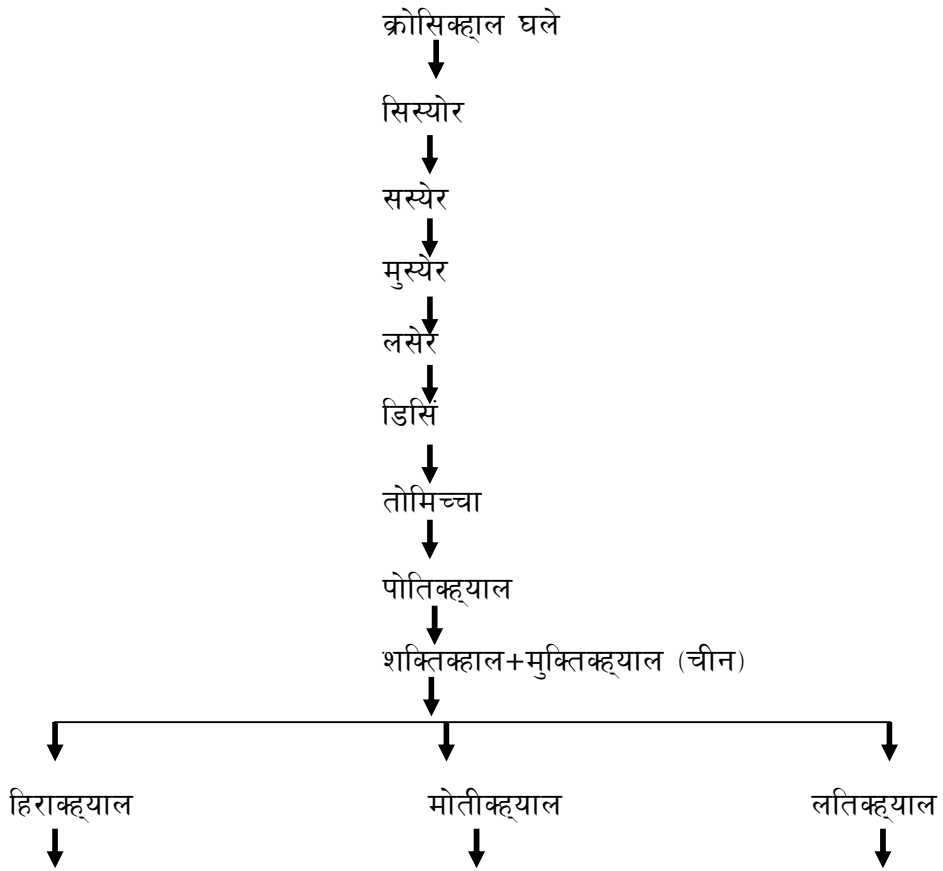 क्रोसिक्हा्ल घले
सिस्योर
सस्येर
मुस्येर
लसेर
डिसिं
तोमिच्चा
पोतिक्ह्याल
शक्तिक्हाल+मुक्तिक्ह्याल (चीन)
हिराक्ह्याल मोतीक्ह्याल लतिक्ह्याल